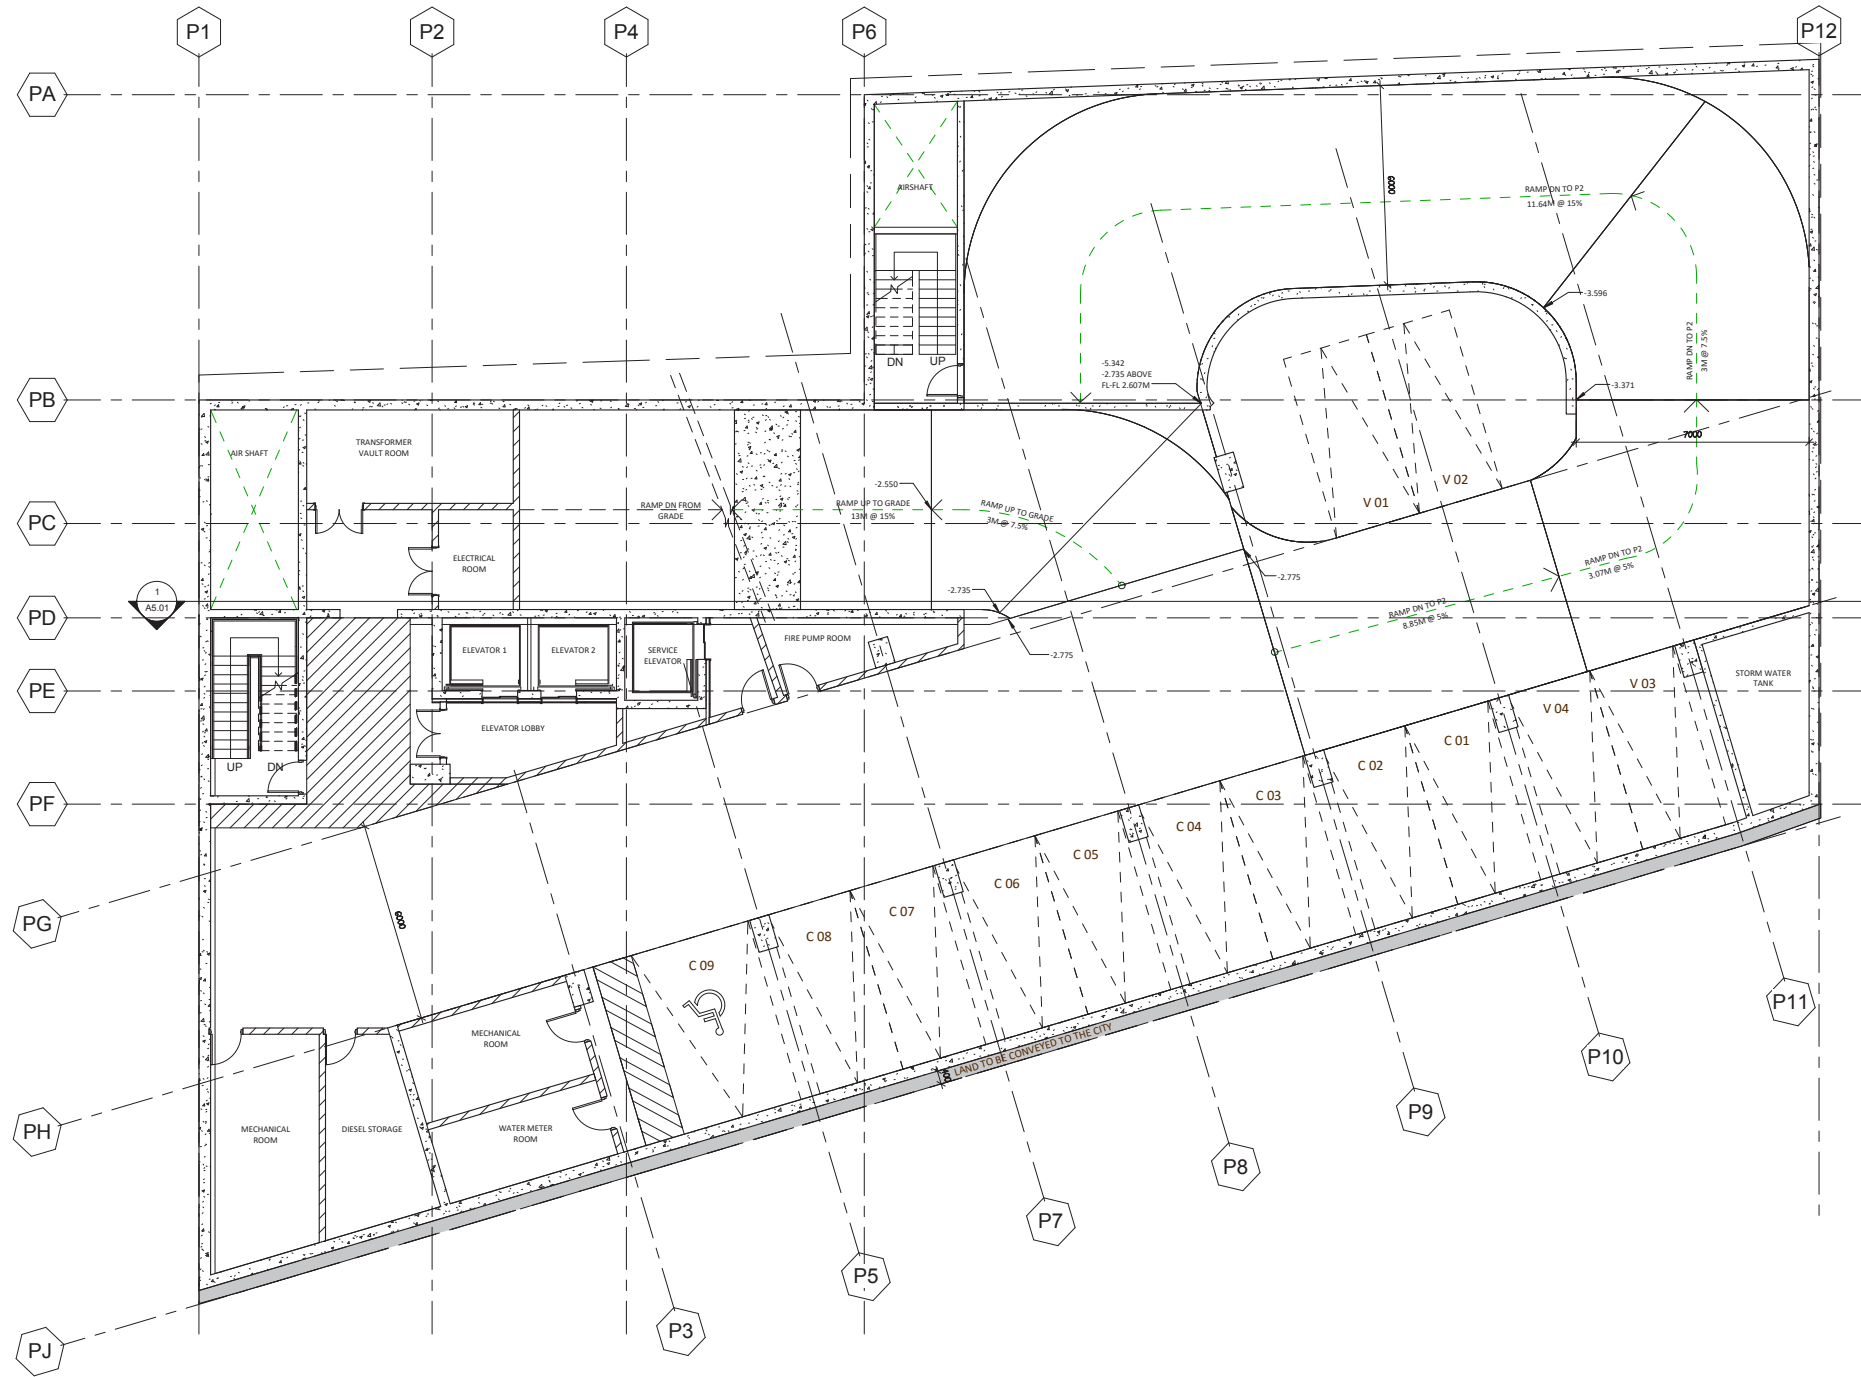 P1
P2
P4
P6
P12
PA
AIRSHAFT
6000
RAMP DN TO P2
11.64M @ 15%
-3.596
RAMP DN TO P2
3M @ 7.5%
DN
UP
-5.342
-2.735 ABOVE
FL-FL 2.607M
-3.371
PB
7000
AIR SHAFT
TRANSFORMER
VAULT ROOM
-2.550
V 01
V 02
PC
RAMP DN FROM
GRADE
RAMP UP TO GRADE
13M @ 15%
RAMP UP TO GRADE
3M @ 7.5%
ELECTRICAL
ROOM
-2.775
RAMP DN TO P2
3.07M @ 5%
1
A5.01
-2.735
RAMP DN TO P2
8.85M @ 5%
PD
ELEVATOR 1
ELEVATOR 2
SERVICE
ELEVATOR
FIRE PUMP ROOM
-2.775
PE
STORM WATER
TANK
V 03
V 04
ELEVATOR LOBBY
C 01
UP
DN
C 02
C 03
PF
C 04
C 05
C 06
C 07
C 08
C 09
PG
6000
P11
MECHANICAL
ROOM
LAND TO BE CONVEYED TO THE CITY
P10
P9
PH
MECHANICAL
ROOM
DIESEL STORAGE
WATER METER
ROOM
P8
P7
P5
P3
PJ